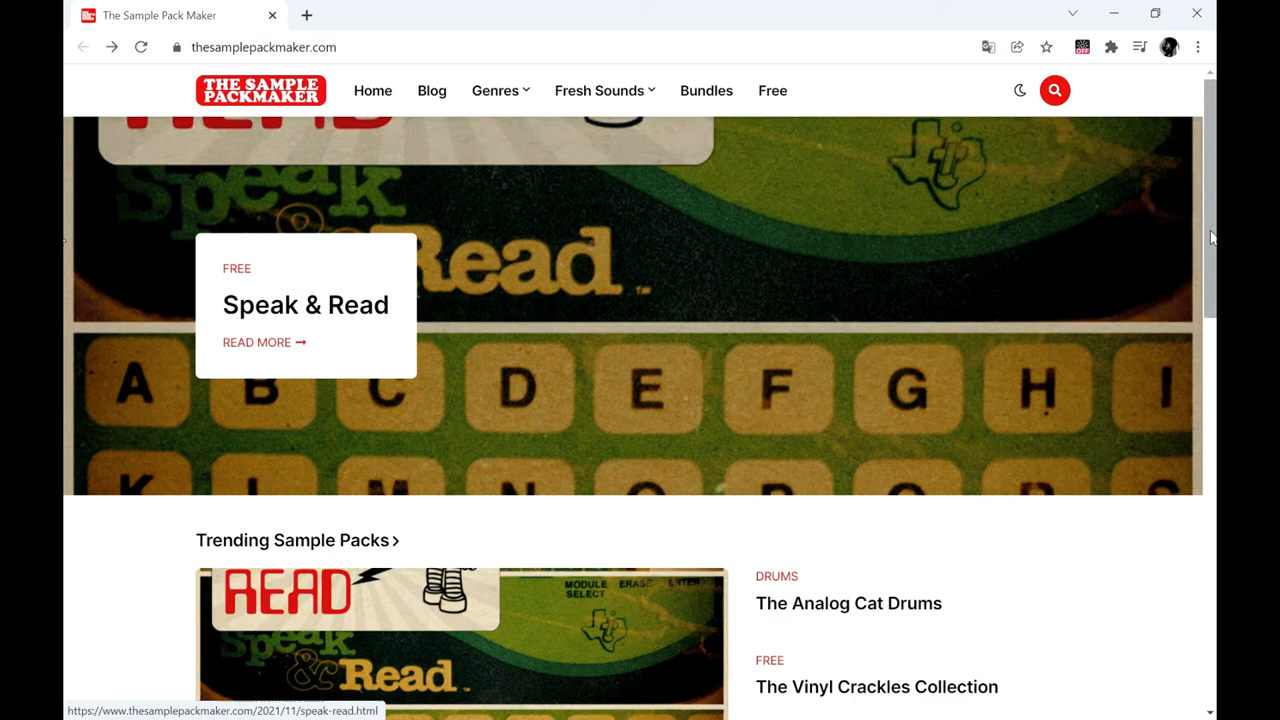 The Sample Pack Maker
thesamplepackmaker.com
OFF
THE SAMPLE
PACKMAKER
Home
Blog
Genres
Fresh Sounds
Bundles
Free
READ
Speak
Read
FREE
Speak & Read
READ MORE
A B C D E F G H I
K L M N O P Q R S
Trending Sample Packs
READ
MODULE SELECT
ERASE
ENTER
Speak
& Read
DRUMS
The Analog Cat Drums
FREE
The Vinyl Crackles Collection
https://www.thesamplepackmaker.com/2021/11/speak-read.html